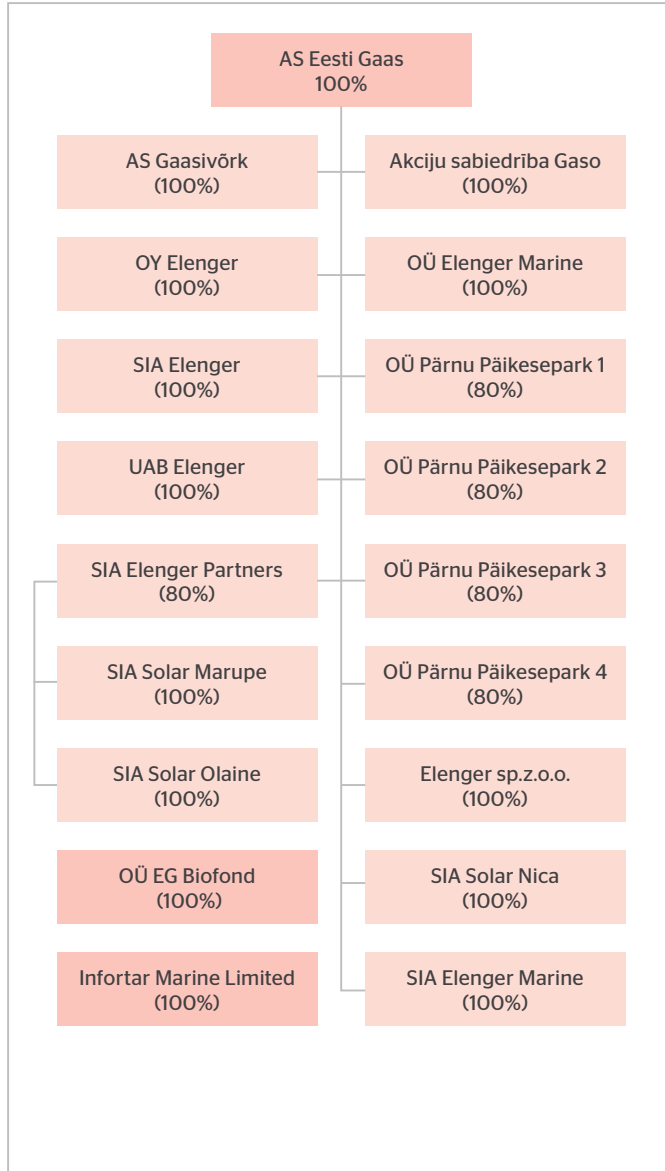 AS Eesti Gaas
100%
AS Gaasivõrk
(100%)
Akciju sabiedrība Gaso
(100%)
OY Elenger
(100%)
OÜ Elenger Marine
(100%)
SIA Elenger
(100%)
OÜ Pärnu Päikesepark 1
(80%)
UAB Elenger
(100%)
OÜ Pärnu Päikesepark 2
(80%)
SIA Elenger Partners
(80%)
OÜ Pärnu Päikesepark 3
(80%)
SIA Solar Marupe
(100%)
OÜ Pärnu Päikesepark 4
(80%)
SIA Solar Olaine
(100%)
Elenger sp.z.o.o.
(100%)
OÜ EG Biofond
(100%)
SIA Solar Nica
(100%)
Infortar Marine Limited
(100%)
SIA Elenger Marine
(100%)